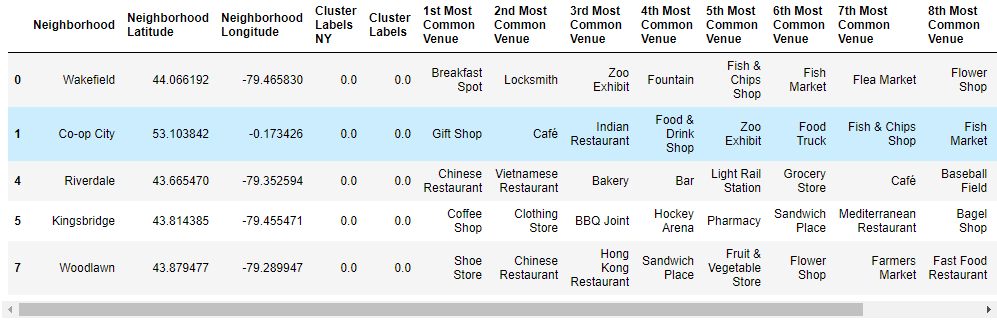 Neighborhood Neighborhood Latitude Neighborhood Longitude Cluster Labels NY Cluster Labels 1st Most Common Venue 2nd Most Common Venue 3rd Most Common Venue 4th Most Common Venue 5th Most Common Venue 6th Most Common Venue 7th Most Common Venue 8th Most Common Venue
0 Wakefield 44.066192 -79.465830 0.0 0.0 Breakfast Spot Locksmith Zoo Exhibit Fountain Fish & Chips Shop Fish Market Flea Market Flower Shop
1 Co-op City 53.103842 -0.173426 0.0 0.0 Gift Shop Café Indian Restaurant Food & Drink Shop Zoo Exhibit Food Truck Fish & Chips Shop Fish Market
4 Riverdale 43.665470 -79.352594 0.0 0.0 Chinese Restaurant Vietnamese Restaurant Bakery Bar Light Rail Station Grocery Store Café Baseball Field
5 Kingsbridge 43.814385 -79.455471 0.0 0.0 Coffee Shop Clothing Store BBQ Joint Hockey Arena Pharmacy Sandwich Place Mediterranean Restaurant Bagel Shop
7 Woodlawn 43.879477 -79.289947 0.0 0.0 Shoe Store Chinese Restaurant Hong Kong Restaurant Sandwich Place Fruit & Vegetable Store Flower Shop Farmers Market Fast Food Restaurant